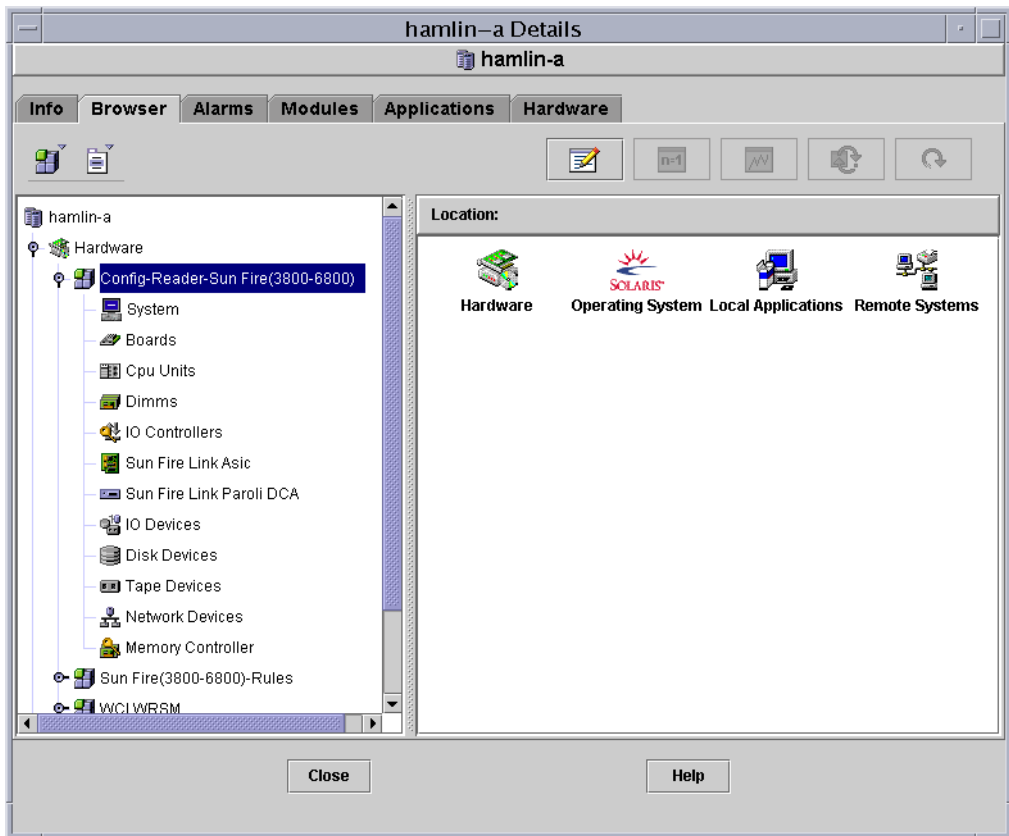 hamlin–a Details
hamlin-a
Info Browser Alarms Modules Applications Hardware
n=1
hamlin-a
Location:
Hardware
Config-Reader-Sun Fire(3800-6800)
System
Boards
Cpu Units
Dimms
IO Controllers
Sun Fire Link Asic
Sun Fire Link Paroli DCA
IO Devices
Disk Devices
Tape Devices
Network Devices
Memory Controller
Sun Fire(3800-6800)-Rules
WCI WRSM
SOLARIS
Hardware Operating System Local Applications Remote Systems
Close Help